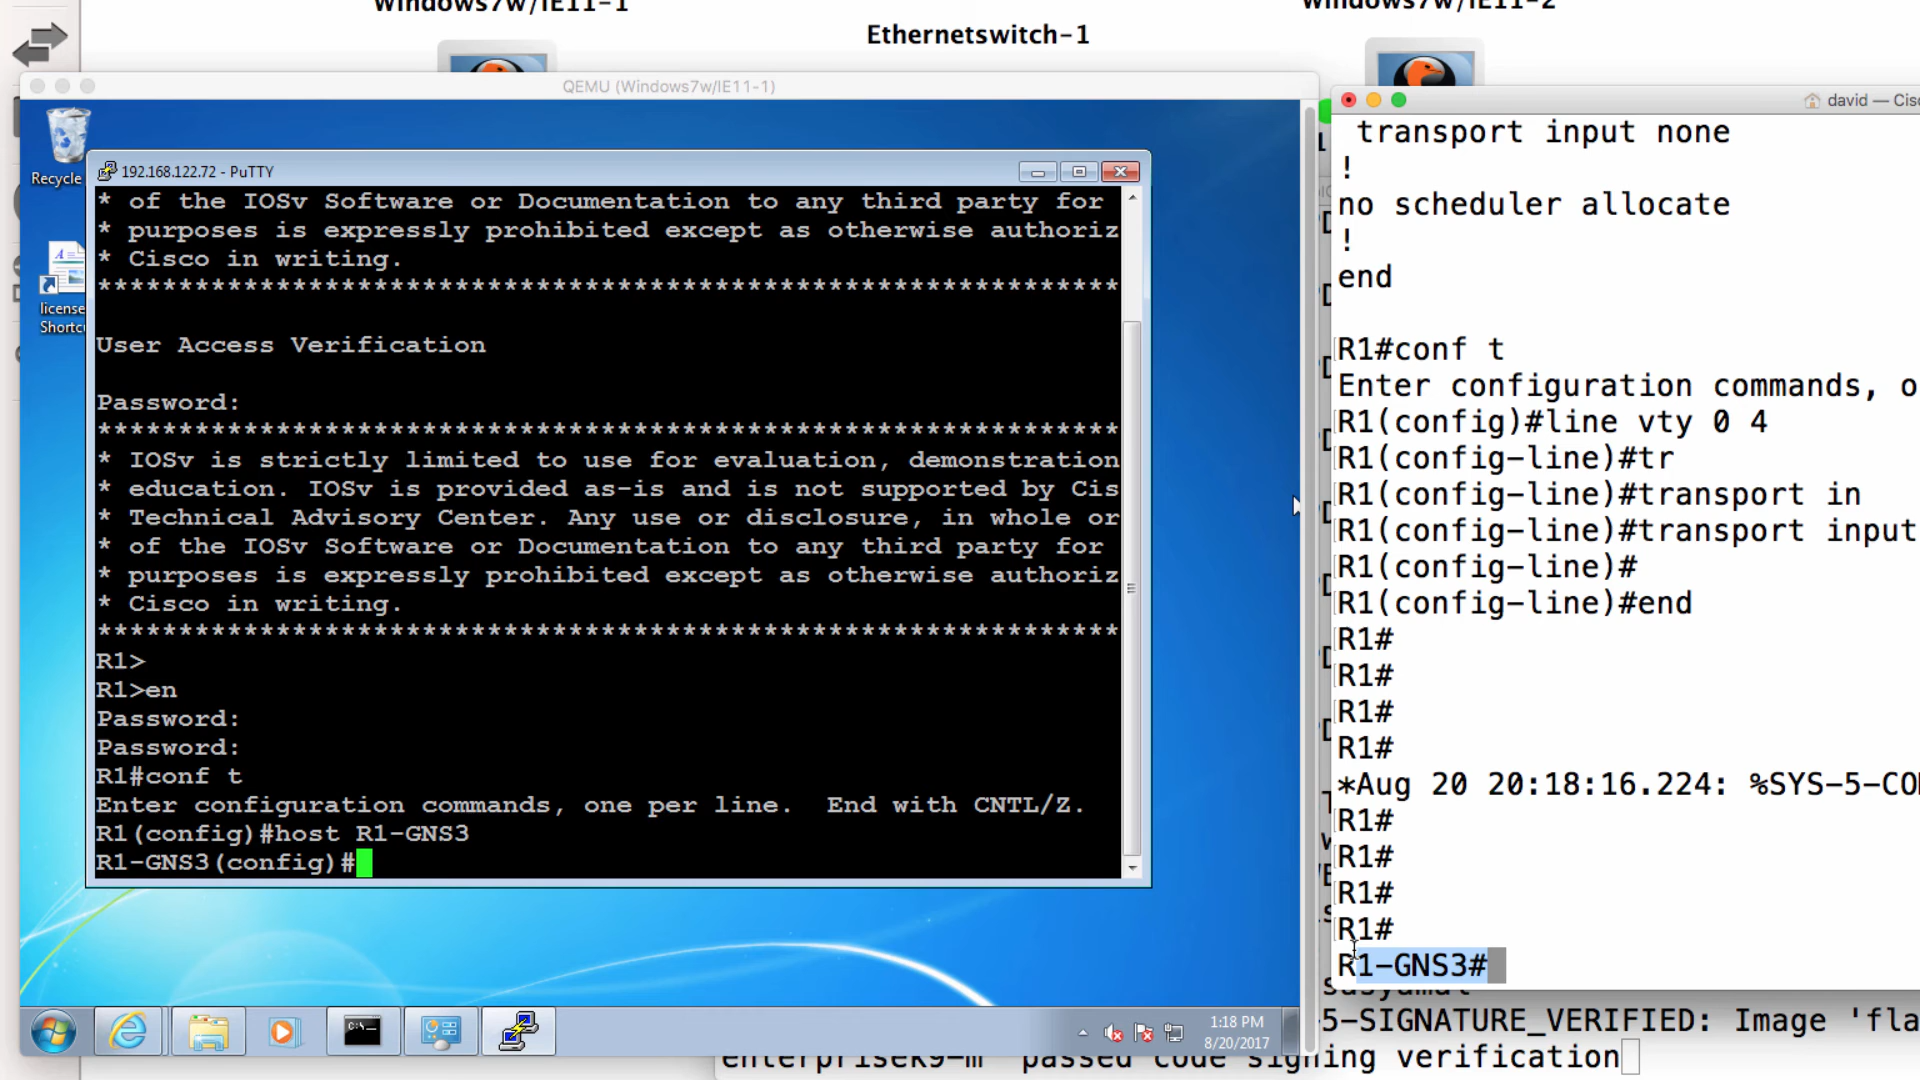 Windows7w/IE11-1
Windows7w/IE11-2
Ethernetswitch-1
QEMU (Windows7w/IE11-1)
Recycle
license
Shortc
192.168.122.72 - PuTTY
* of the IOSv Software or Documentation to any third party for
* purposes is expressly prohibited except as otherwise authoriz
* Cisco in writing.
***************************************************************
User Access Verification
Password:
***************************************************************
* IOSv is strictly limited to use for evaluation, demonstration
* education. IOSv is provided as-is and is not supported by Cis
* Technical Advisory Center. Any use or disclosure, in whole or
* of the IOSv Software or Documentation to any third party for
* purposes is expressly prohibited except as otherwise authoriz
* Cisco in writing.
***************************************************************
R1>
R1>en
Password:
Password:
R1#conf t
Enter configuration commands, one per line.  End with CNTL/Z.
R1(config)#host R1-GNS3
R1-GNS3(config)#
1:18 PM
8/20/2017
david — Cisc
transport input none
!
no scheduler allocate
!
end
R1#conf t
Enter configuration commands, o
R1(config)#line vty 0 4
R1(config-line)#tr
R1(config-line)#transport in
R1(config-line)#transport input
R1(config-line)#
R1(config-line)#end
R1#
R1#
R1#
R1#
*Aug 20 20:18:16.224: %SYS-5-CON
R1#
R1#
R1#
R1#
R1-GNS3#
-5-SIGNATURE_VERIFIED: Image 'fla
enterprisek9-m' passed code signing verification